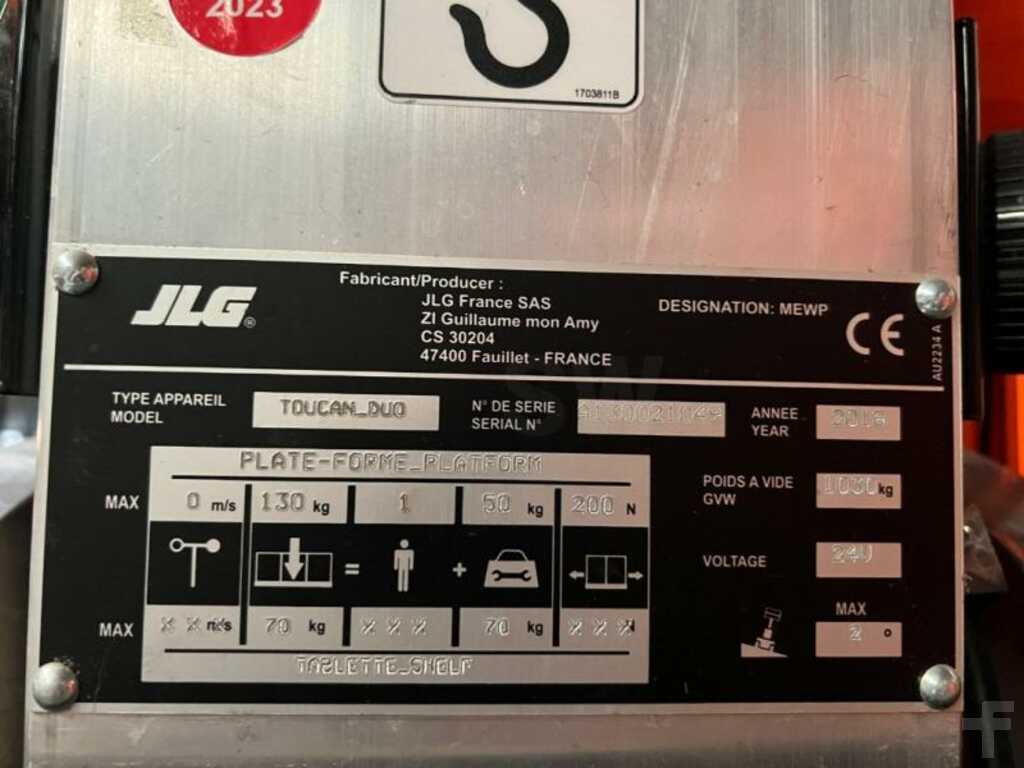 2023
1703811B
JLG®
Fabricant/Producer :
JLG France SAS
ZI Guillaume mon Amy
CS 30204
47400 Fauillet - FRANCE
DESIGNATION: MEWP
CE
AU2234 A
TYPE APPAREIL
MODEL
TOUCAN_DUO
N° DE SERIE
SERIAL N°
ANNEE
YEAR
PLATE-FORME_PLATFORM
MAX 0 m/s 130 kg 1 50 kg 200 N
= +
POIDS A VIDE
GVW
1030 kg
VOLTAGE
24V
MAX X X m/s 70 kg X X X 70 kg X X X
TABLETTE_SHELF
MAX
2 °